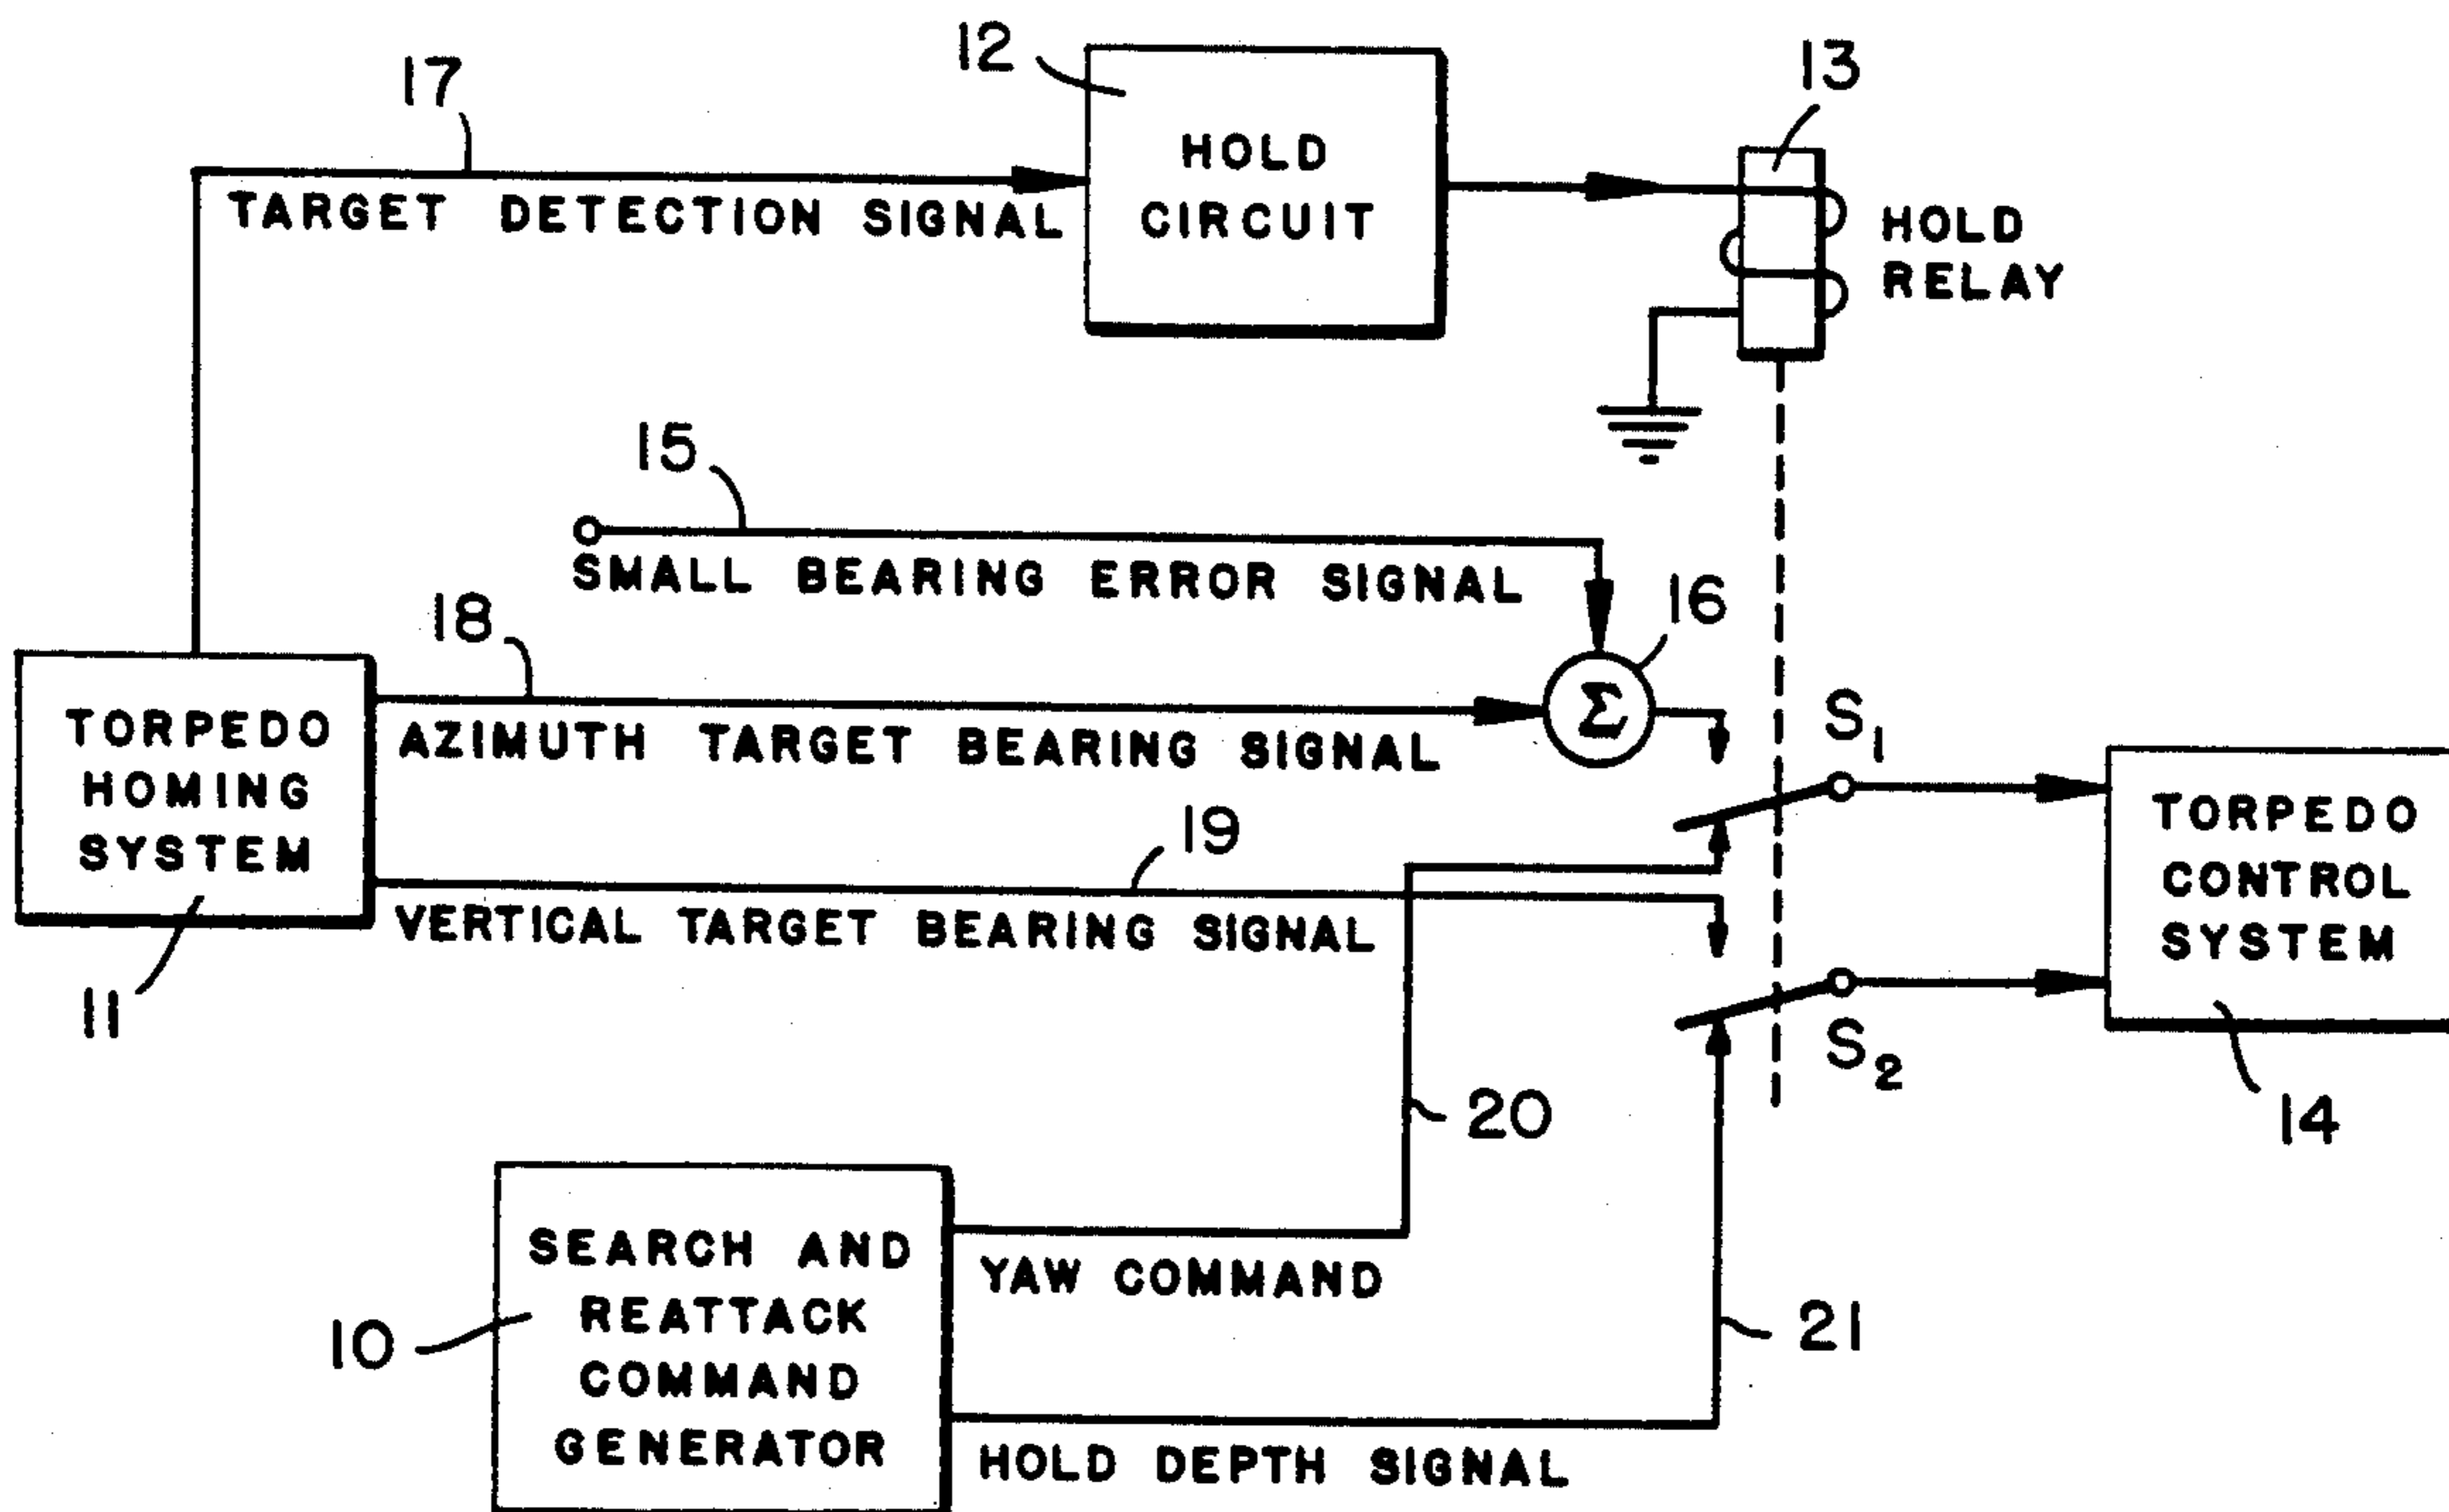 12
13
17
HOLD
CIRCUIT
TARGET DETECTION SIGNAL
HOLD
RELAY
15
SMALL BEARING ERROR SIGNAL
16
18
Σ
TORPEDO
HOMING
SYSTEM
AZIMUTH TARGET BEARING SIGNAL
S1
19
TORPEDO
CONTROL
SYSTEM
VERTICAL TARGET BEARING SIGNAL
11
S2
20
14
SEARCH AND
REATTACK
COMMAND
GENERATOR
YAW COMMAND
10
21
HOLD DEPTH SIGNAL